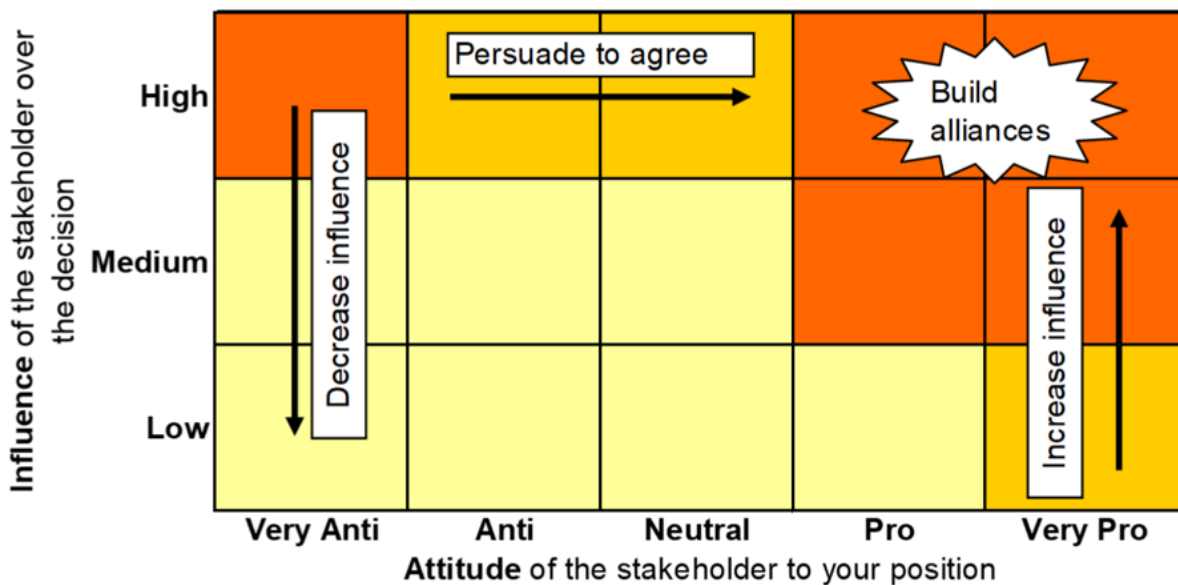 Influence of the stakeholder over
the decision
High
Medium
Low
Persuade to agree
Build
alliances
Decrease influence
Increase influence
Very Anti
Anti
Neutral
Pro
Very Pro
Attitude of the stakeholder to your position